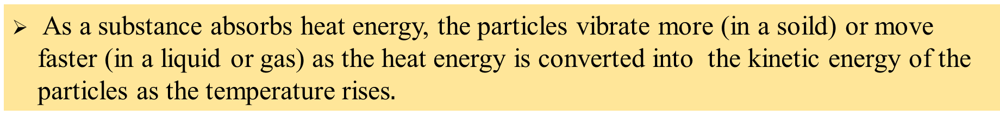 ➢ As a substance absorbs heat energy, the particles vibrate more (in a soild) or move
faster (in a liquid or gas) as the heat energy is converted into the kinetic energy of the
particles as the temperature rises.